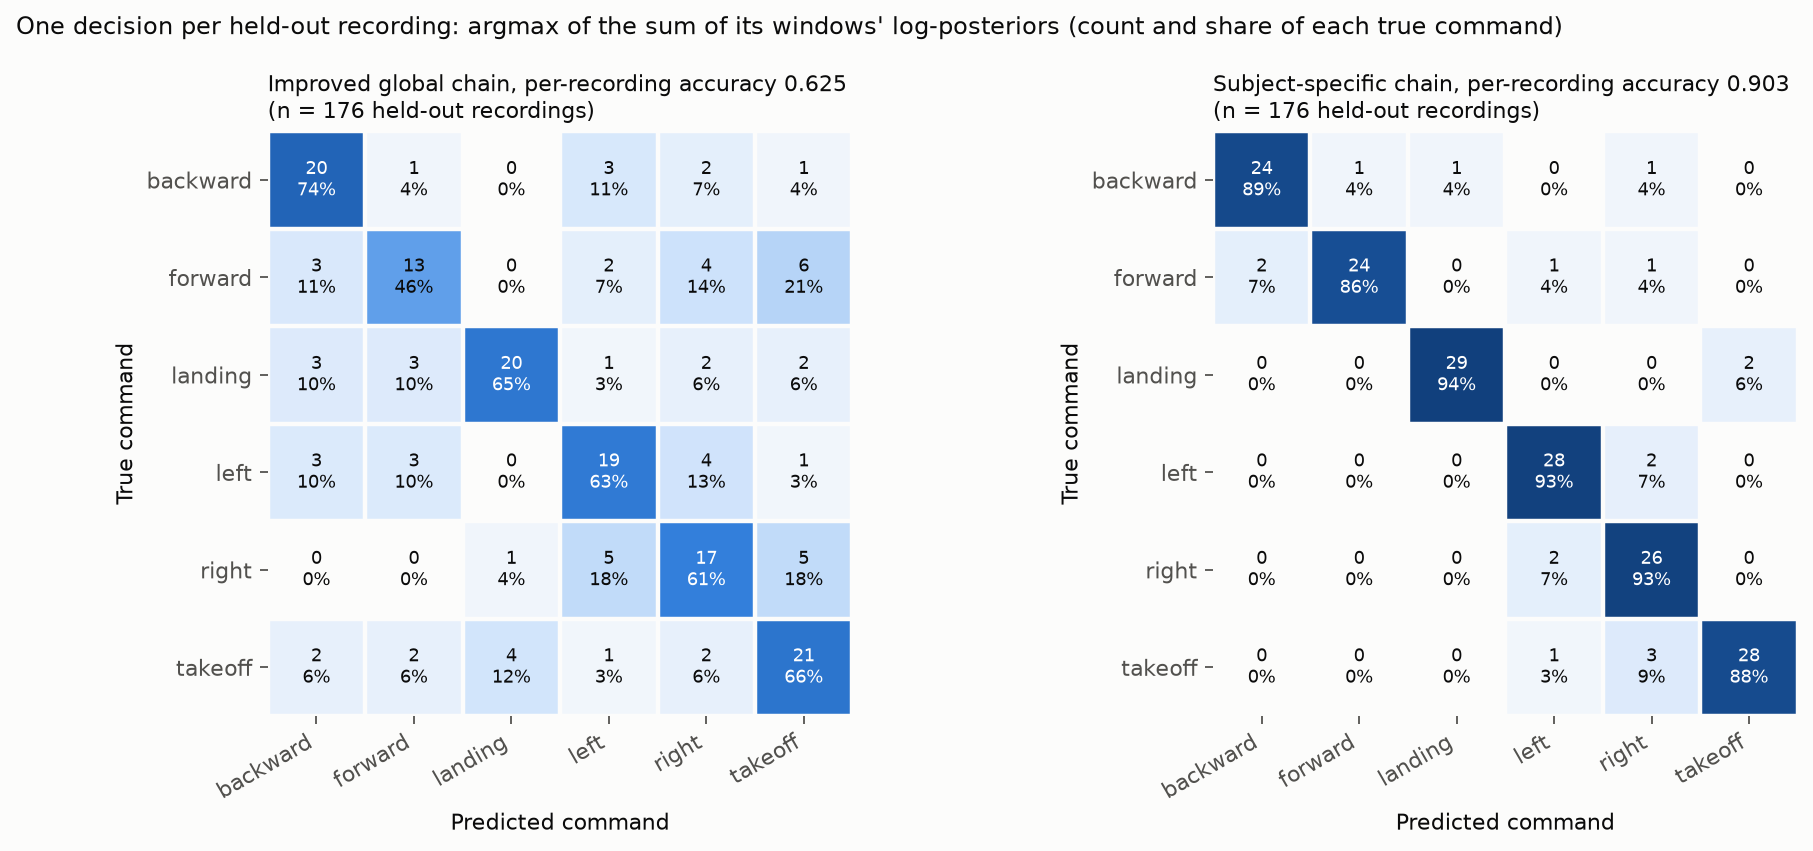 One decision per held-out recording: argmax of the sum of its windows' log-posteriors (count and share of each true command)
Improved global chain, per-recording accuracy 0.625
(n = 176 held-out recordings)
True command
backward
20 1 0 3 2 1
74% 4% 0% 11% 7% 4%
forward
3 13 0 2 4 6
11% 46% 0% 7% 14% 21%
landing
3 3 20 1 2 2
10% 10% 65% 3% 6% 6%
left
3 3 0 19 4 1
10% 10% 0% 63% 13% 3%
right
0 0 1 5 17 5
0% 0% 4% 18% 61% 18%
takeoff
2 2 4 1 2 21
6% 6% 12% 3% 6% 66%
backward forward landing left right takeoff
Predicted command
Subject-specific chain, per-recording accuracy 0.903
(n = 176 held-out recordings)
True command
backward
24 1 1 0 1 0
89% 4% 4% 0% 4% 0%
forward
2 24 0 1 1 0
7% 86% 0% 4% 4% 0%
landing
0 0 29 0 0 2
0% 0% 94% 0% 0% 6%
left
0 0 0 28 2 0
0% 0% 0% 93% 7% 0%
right
0 0 0 2 26 0
0% 0% 0% 7% 93% 0%
takeoff
0 0 0 1 3 28
0% 0% 0% 3% 9% 88%
backward forward landing left right takeoff
Predicted command